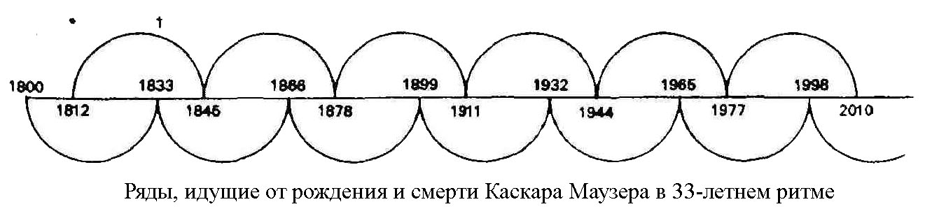 * †
1800 1833 1866 1899 1932 1965 1998
1812 1845 1878 1911 1944 1977 2010
Ряды, идущие от рождения и смерти Каскара Маузера в 33-летнем ритме